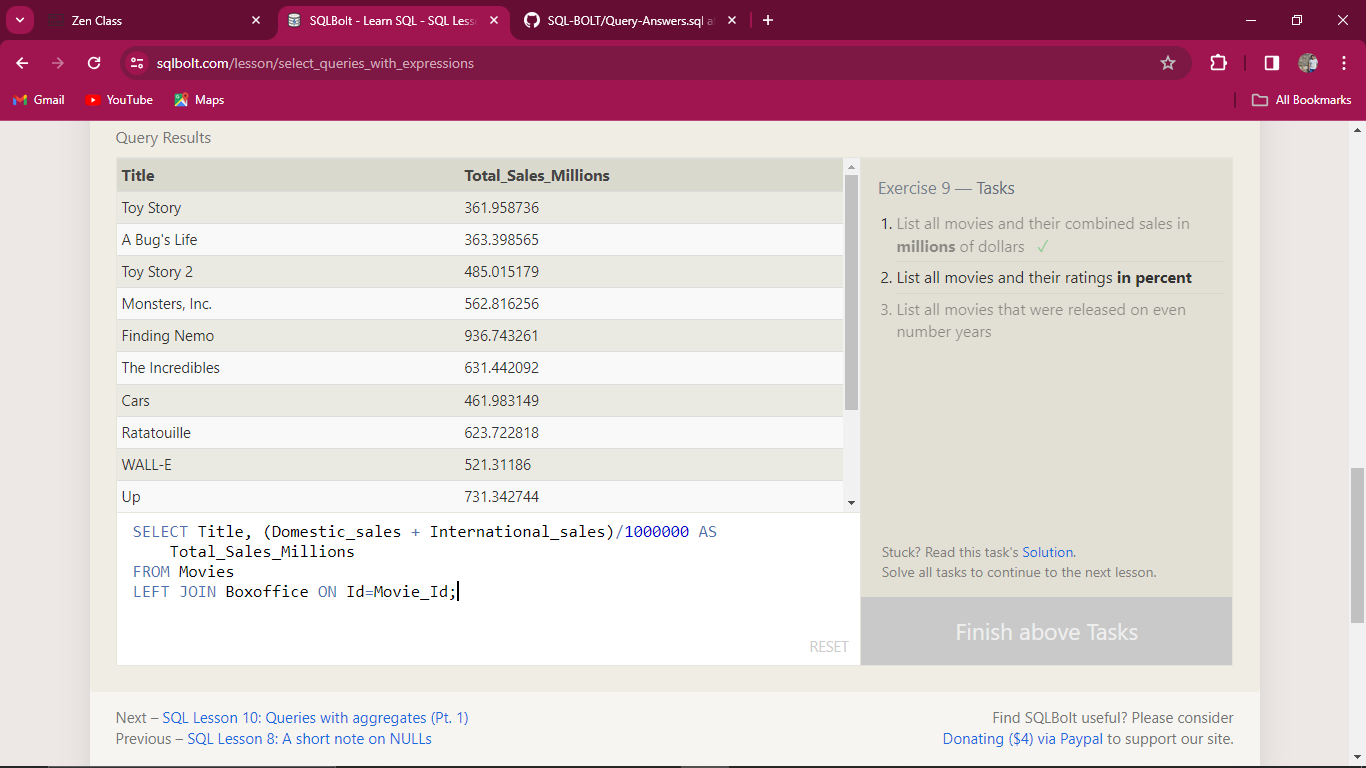 Zen Class
SQLBolt - Learn SQL - SQL Less
SQL-BOLT/Query-Answers.sql at
sqlbolt.com/lesson/select_queries_with_expressions
Gmail
YouTube
Maps
All Bookmarks
Query Results
Title Total_Sales_Millions
Toy Story 361.958736
A Bug's Life 363.398565
Toy Story 2 485.015179
Monsters, Inc. 562.816256
Finding Nemo 936.743261
The Incredibles 631.442092
Cars 461.983149
Ratatouille 623.722818
WALL-E 521.31186
Up 731.342744
SELECT Title, (Domestic_sales + International_sales)/1000000 AS
Total_Sales_Millions
FROM Movies
LEFT JOIN Boxoffice ON Id=Movie_Id;
RESET
Exercise 9 — Tasks
1. List all movies and their combined sales in
millions of dollars ✓
2. List all movies and their ratings in percent
3. List all movies that were released on even
number years
Stuck? Read this task's Solution.
Solve all tasks to continue to the next lesson.
Finish above Tasks
Next – SQL Lesson 10: Queries with aggregates (Pt. 1)
Previous – SQL Lesson 8: A short note on NULLs
Find SQLBolt useful? Please consider
Donating ($4) via Paypal to support our site.